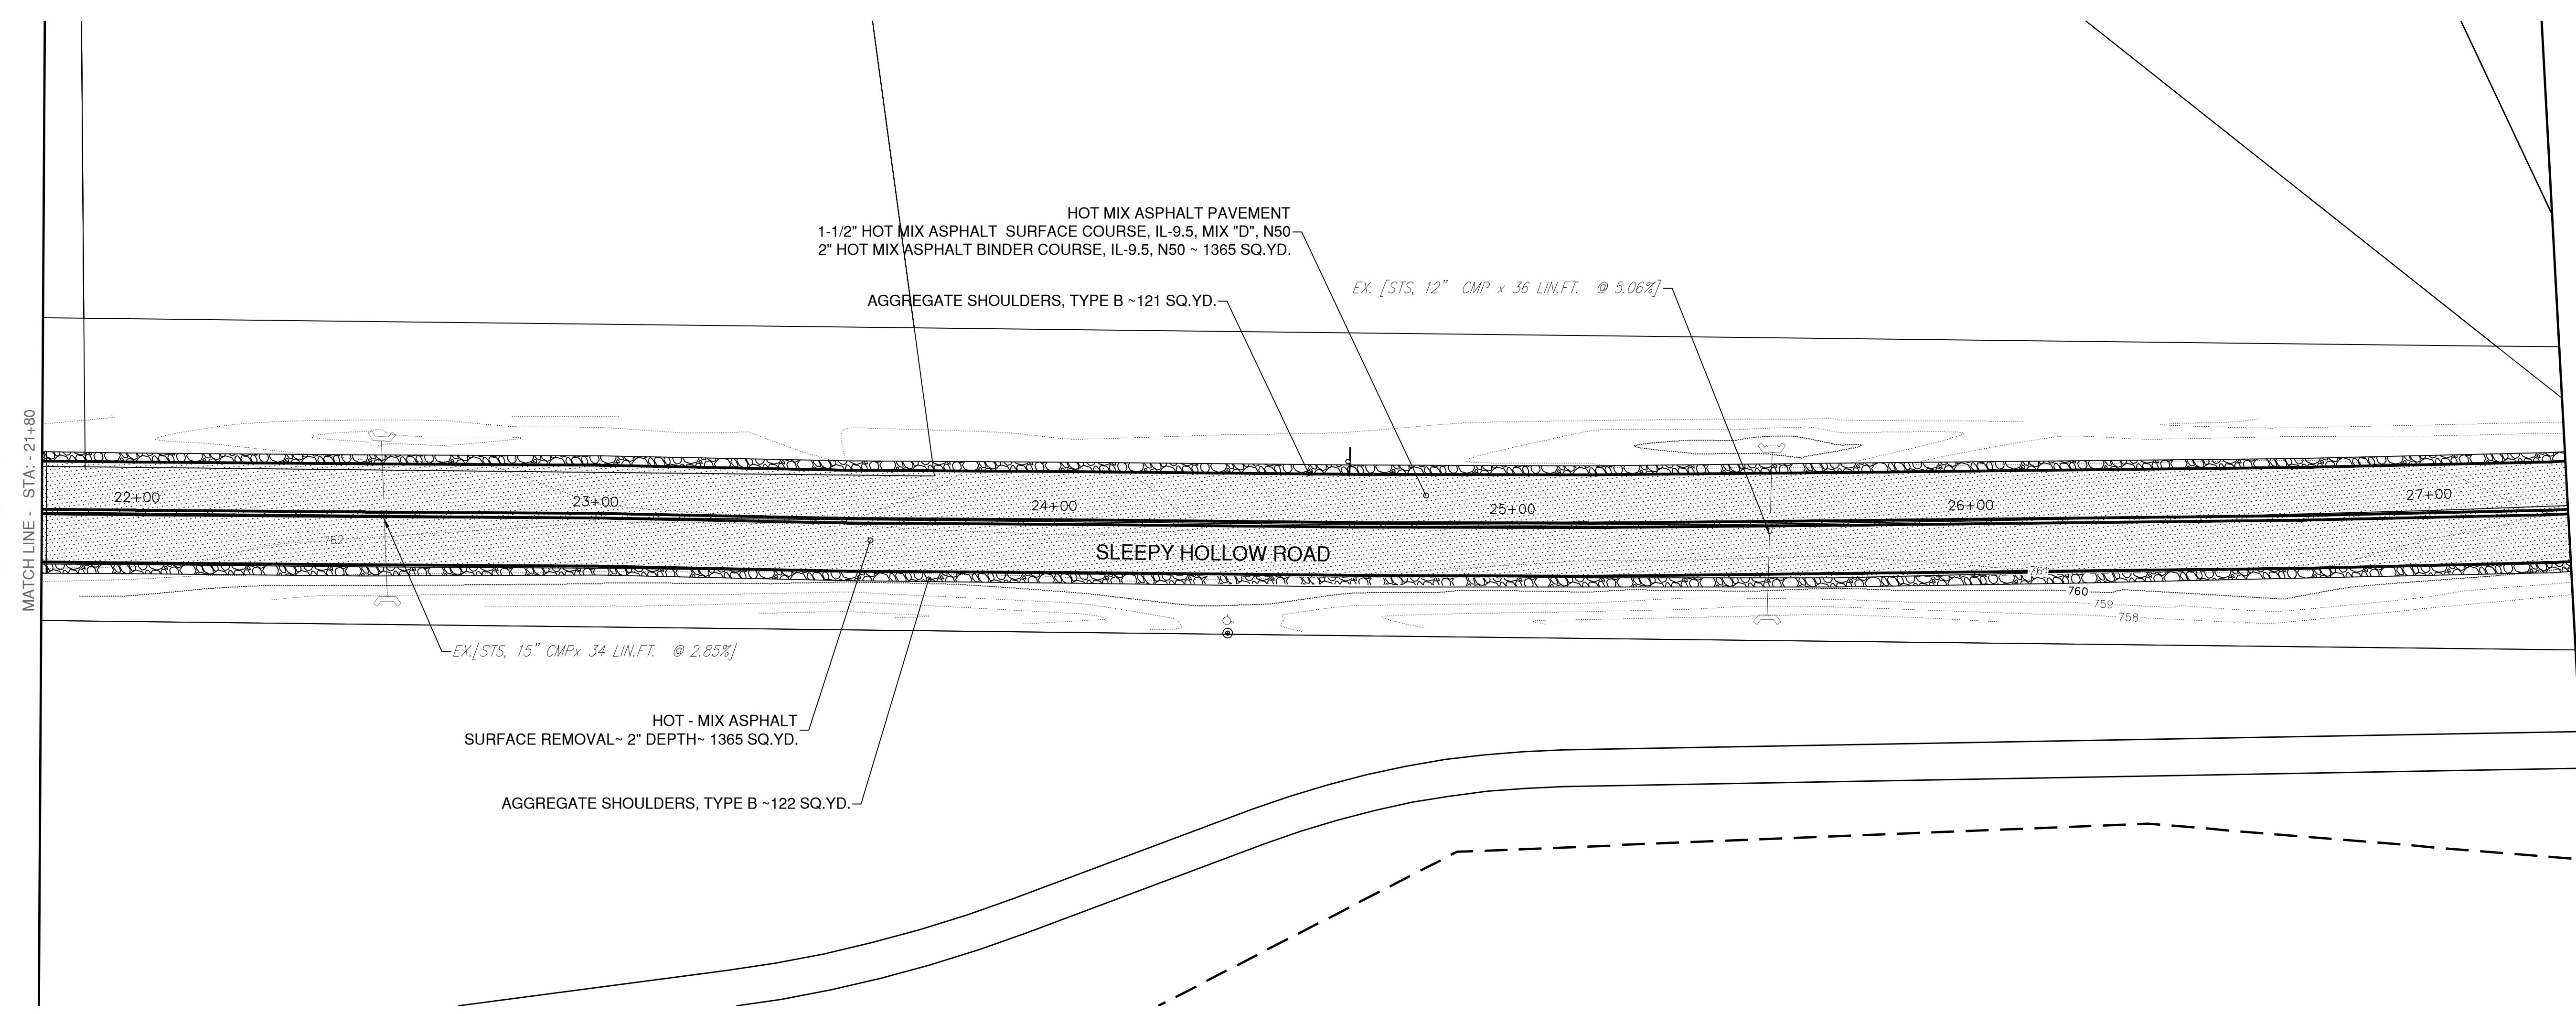 HOT MIX ASPHALT PAVEMENT
1-1/2" HOT MIX ASPHALT SURFACE COURSE, IL-9.5, MIX "D", N50
2" HOT MIX ASPHALT BINDER COURSE, IL-9.5, N50 ~ 1365 SQ.YD.
EX. [STS, 12" CMP x 36 LIN.FT. @ 5.06%]
AGGREGATE SHOULDERS, TYPE B ~121 SQ.YD.
MATCH LINE - STA: - 21+80
22+00
23+00
24+00
25+00
26+00
27+00
762
SLEEPY HOLLOW ROAD
761
760
759
758
EX.[STS, 15" CMPx 34 LIN.FT. @ 2.85%]
HOT - MIX ASPHALT
SURFACE REMOVAL~ 2" DEPTH~ 1365 SQ.YD.
AGGREGATE SHOULDERS, TYPE B ~122 SQ.YD.